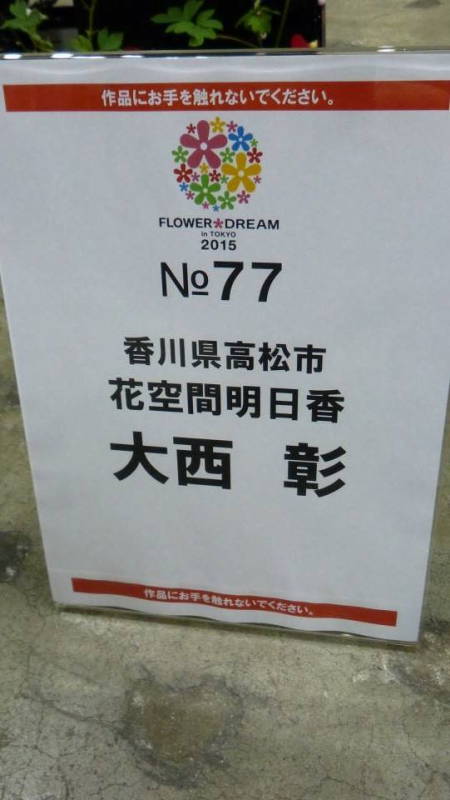 作品にお手を触れないでください。
FLOWER*DREAM
in TOKYO
2015
№77
香川県高松市
花空間明日香
大西 彰
作品にお手を触れないでください。